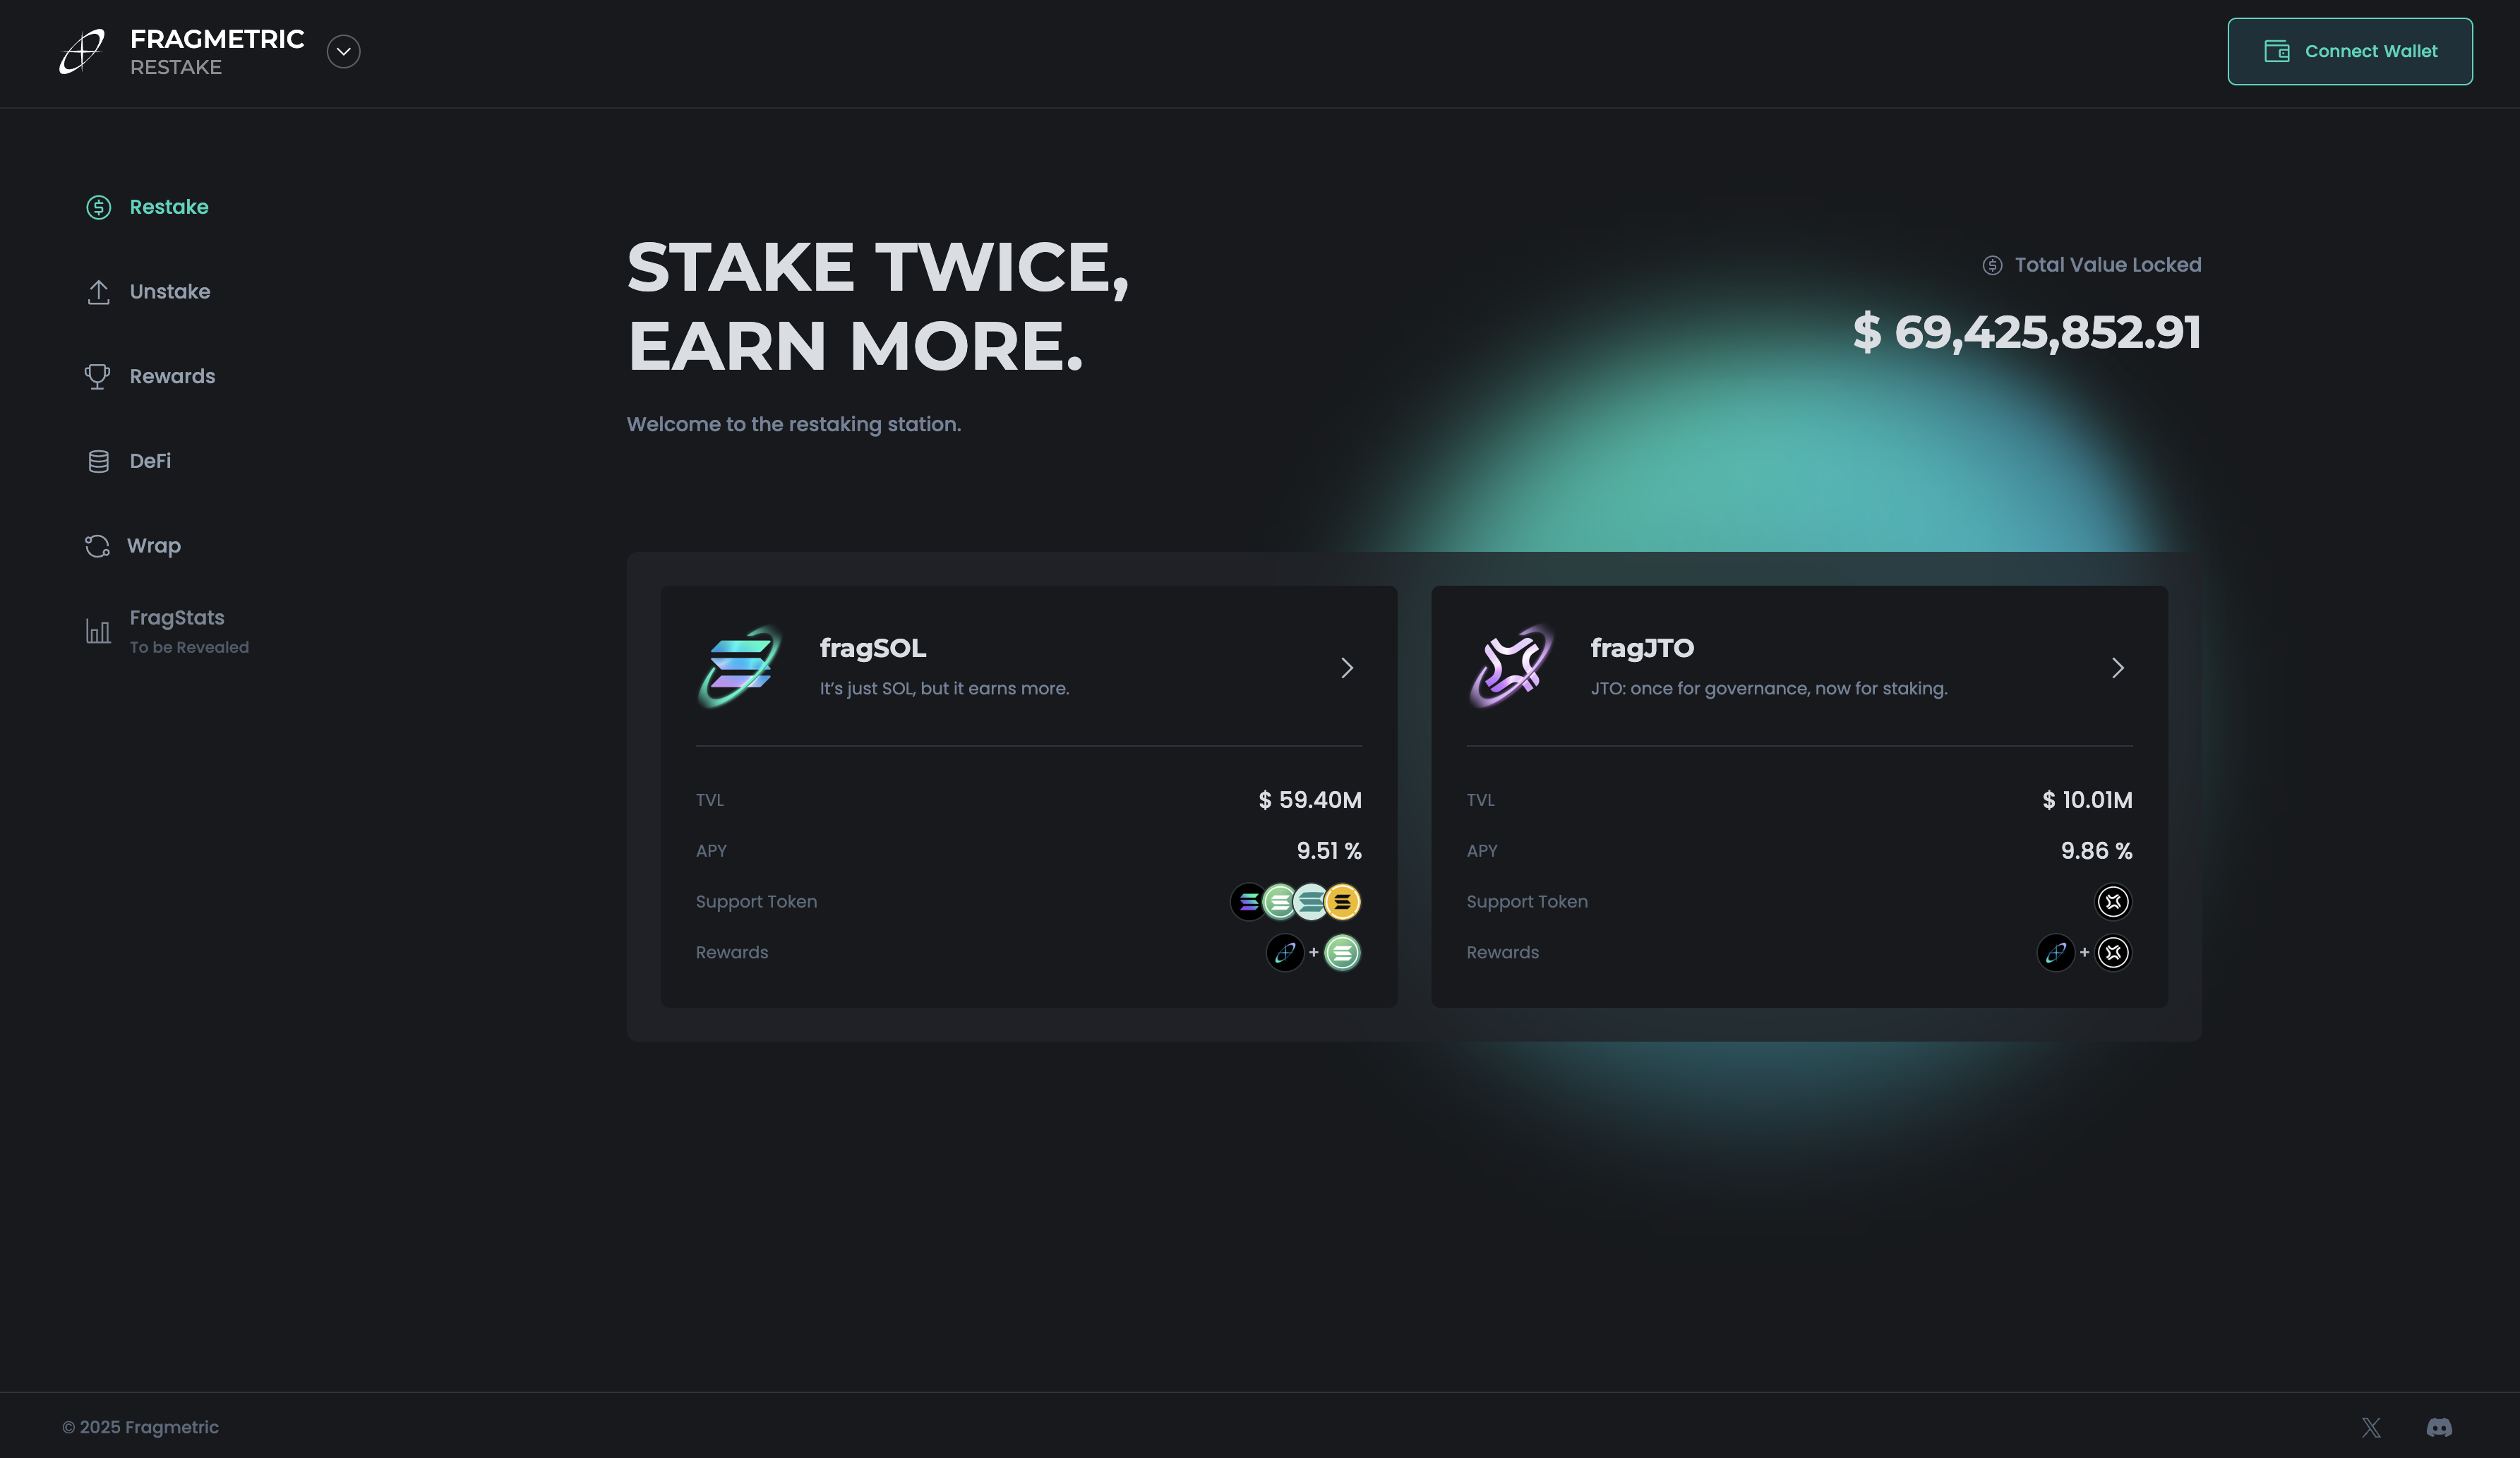 FRAGMETRIC
RESTAKE
Connect Wallet
Restake
Unstake
Rewards
DeFi
Wrap
FragStats
To be Revealed
STAKE TWICE,
EARN MORE.
Welcome to the restaking station.
Total Value Locked
$ 69,425,852.91
fragSOL
It’s just SOL, but it earns more.
TVL
$ 59.40M
APY
9.51 %
Support Token
Rewards
+
fragJTO
JTO: once for governance, now for staking.
TVL
$ 10.01M
APY
9.86 %
Support Token
Rewards
+
© 2025 Fragmetric